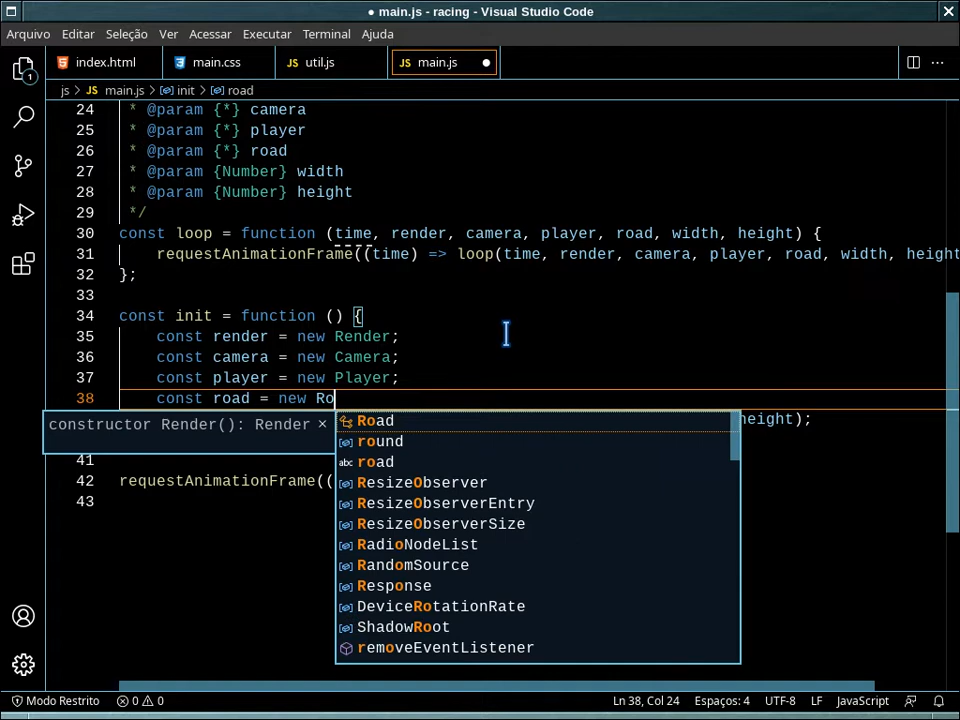 ● main.js - racing - Visual Studio Code
Arquivo Editar Seleção Ver Acessar Executar Terminal Ajuda
index.html main.css JS util.js JS main.js ●
js > JS main.js > init > road
24 * @param {*} camera
25 * @param {*} player
26 * @param {*} road
27 * @param {Number} width
28 * @param {Number} height
29 */
30 const loop = function (time, render, camera, player, road, width, height) {
31 requestAnimationFrame((time) => loop(time, render, camera, player, road, width, height
32 };
33
34 const init = function () {
35 const render = new Render;
36 const camera = new Camera;
37 const player = new Player;
38 const road = new Ro
height);
constructor Render(): Render ×
41
42 requestAnimationFrame((
43
Road
round
abc road
ResizeObserver
ResizeObserverEntry
ResizeObserverSize
RadioNodeList
RandomSource
Response
DeviceRotationRate
ShadowRoot
removeEventListener
1
Modo Restrito 0 0 Ln 38, Col 24 Espaços: 4 UTF-8 LF JavaScript